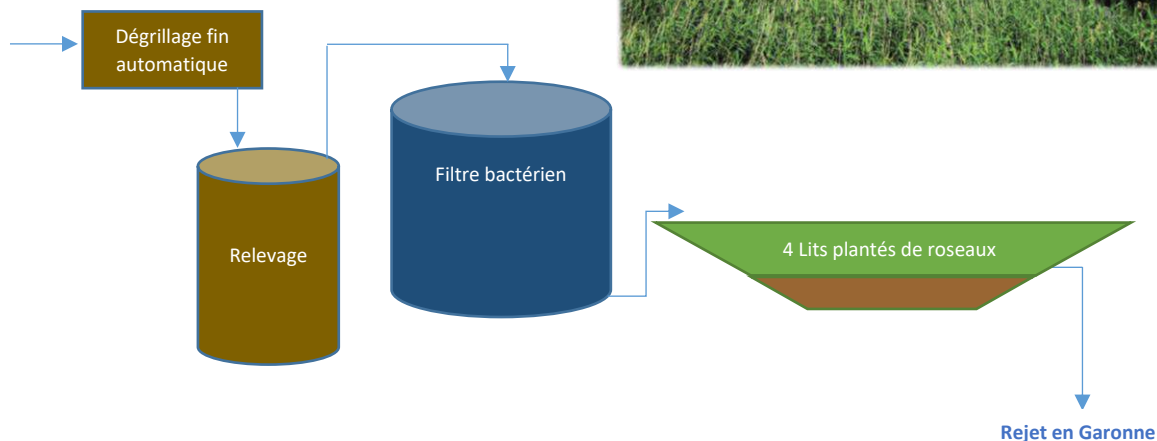 Dégrillage fin
automatique
Relevage
Filtre bactérien
4 Lits plantés de roseaux
Rejet en Garonne